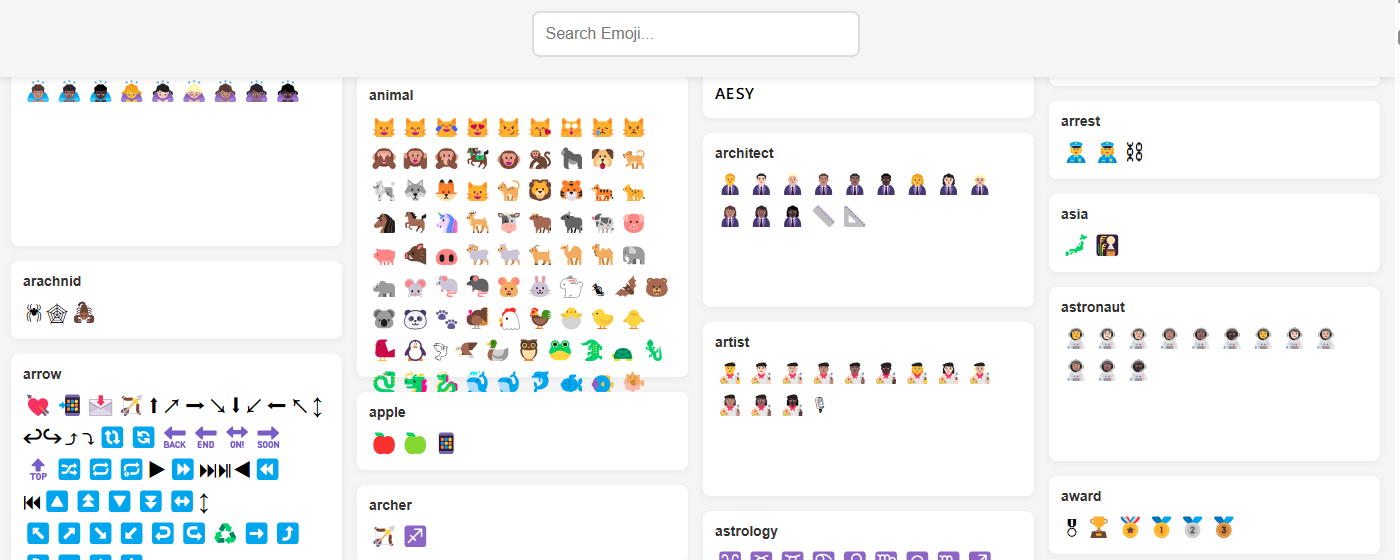 Search Emoji...
arachnid
arrow
BACK END ON! SOON
TOP
animal
apple
archer
AESY
architect
artist
astrology
arrest
asia
astronaut
award